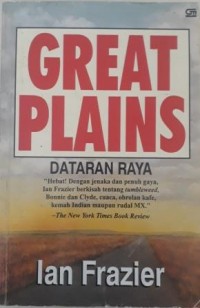 GREAT
PLAINS
DATARAN RAYA
"Hebat! Dengan jenaka dan penuh gaya,
Ian Frazier berkisah tentang tumbleweed,
Bonnie dan Clyde, cuaca, obrolan kafe,
kemah Indian maupun rudal MX."
–The New York Times Book Review
Ian Frazier